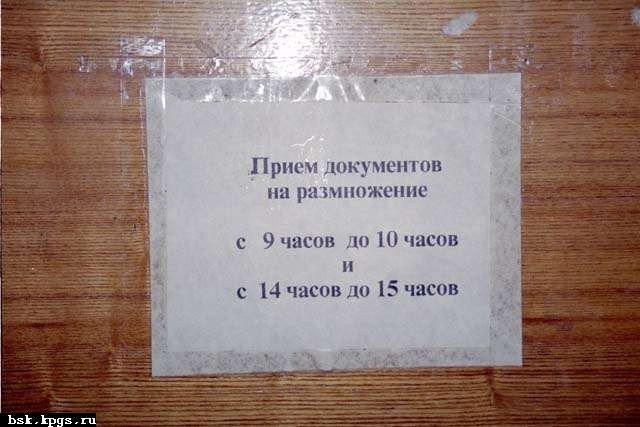 Прием документов
на размножение
с 9 часов до 10 часов
и
с 14 часов до 15 часов
bsk.kpgs.ru